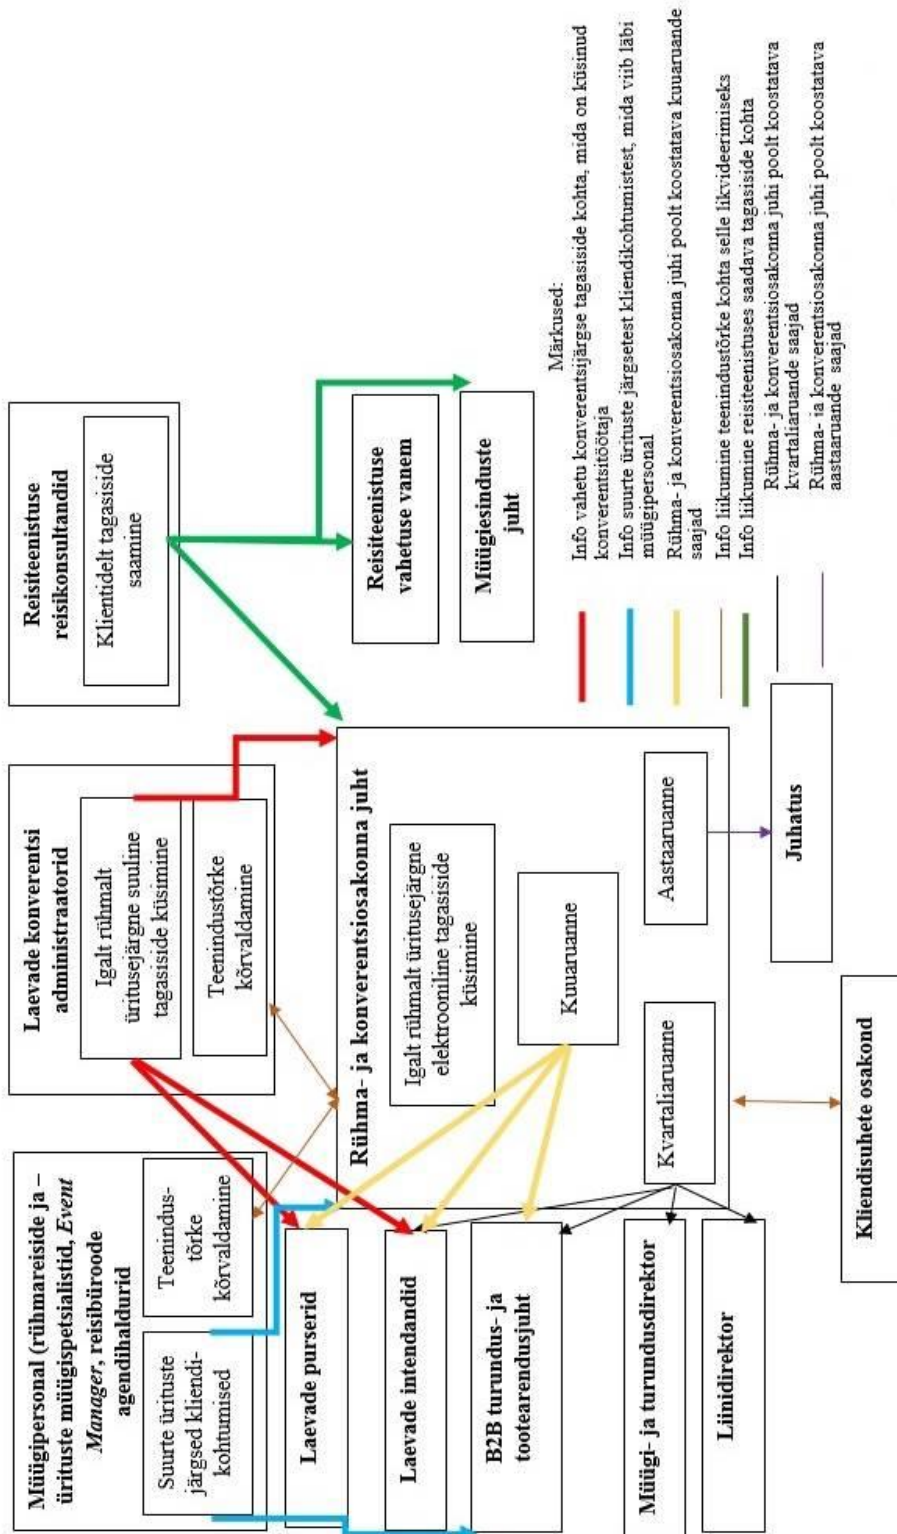 Müügipersonal (rühmareiside ja –
ürituste müügispetsialistid, Event
Manager, reisibüroode
agendihaldurid
Suurte ürituste
järgsed kliendi-
kohtumised
Teenindus-
tõrke
kõrvaldamine
Laevade konverentsi
administraatorid
Igalt rühmalt
üritusejärgne suuline
tagasiside küsimine
Teenindustõrke
kõrvaldamine
Reisiteenistuse
reisikonsultandid
Klientidelt tagasiside
saamine
Laevade purserid
Laevade intendandid
B2B turundus- ja
tootearendusjuht
Müügi- ja turundusdirektor
Liinidirektor
Rühma- ja konverentsiosakonna juht
Igalt rühmalt üritusejärgne
elektrooniline tagasiside
küsimine
Kuuaruanne
Kvartaliaruanne
Aastaaruanne
Reisiteenistuse
vahetuse vanem
Müügiesinduste
juht
Juhatus
Kliendisuhete osakond
Märkused:
Info vahetu konverentsijärgse tagasiside kohta, mida on küsinud
konverentsitöötaja
Info suurte ürituste järgsetest kliendikohtumistest, mida viib läbi
müügipersonal
Rühma- ja konverentsiosakonna juhi poolt koostatava kuuaruande
saajad
Info liikumine teenindustõrke kohta selle likvideerimiseks
Info liikumine reisiteenistuses saadava tagasiside kohta
Rühma- ja konverentsiosakonna juhi poolt koostatava
kvartaliaruande saajad
Rühma- ja konverentsiosakonna juhi poolt koostatava
aastaaruande saajad